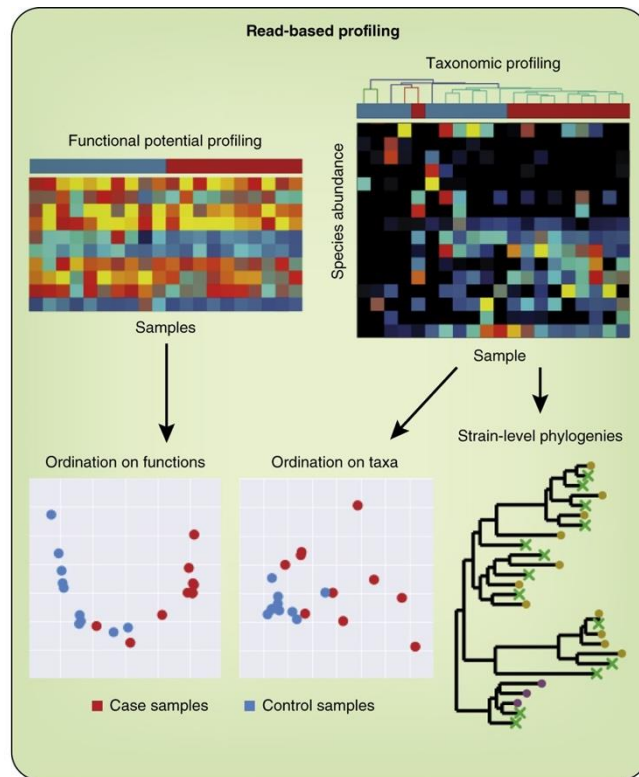 Read-based profiling
Taxonomic profiling
Functional potential profiling
Species abundance
Samples
Sample
Strain-level phylogenies
Ordination on functions
Ordination on taxa
Case samples
Control samples